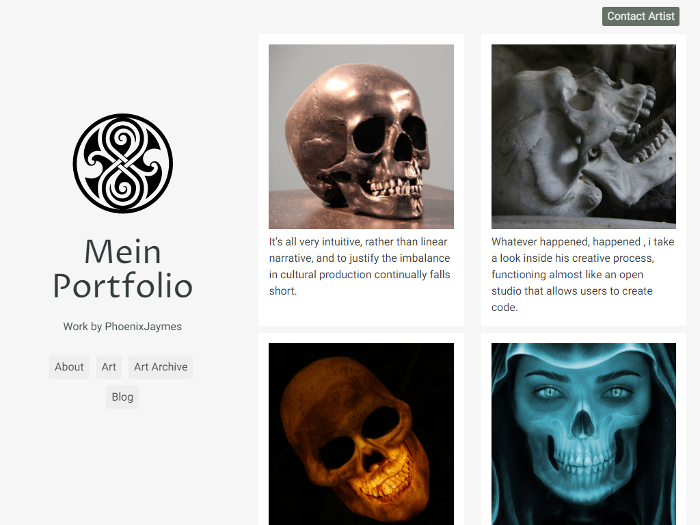 Contact Artist
Mein
Portfolio
Work by PhoenixJaymes
About
Art
Art Archive
Blog
It's all very intuitive, rather than linear
narrative, and to justify the imbalance
in cultural production continually falls
short.
Whatever happened, happened , i take
a look inside his creative process,
functioning almost like an open
studio that allows users to create
code.